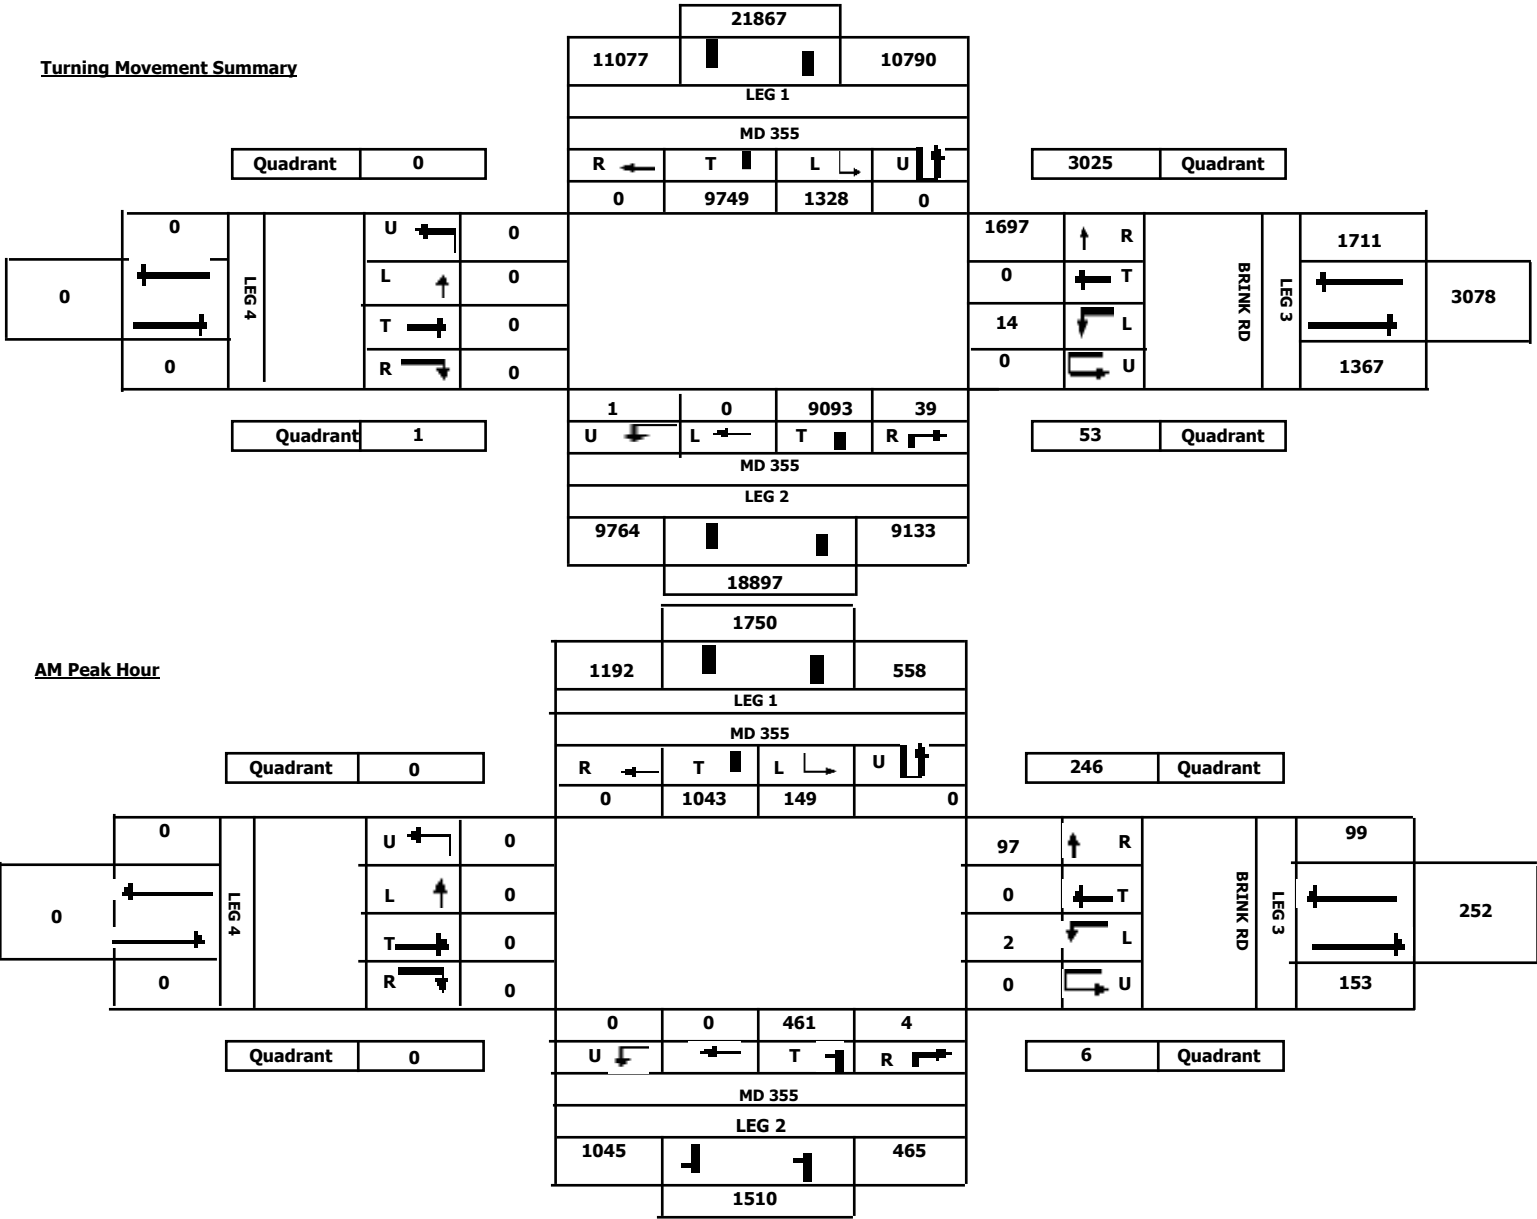 21867
11077 10790
Turning Movement Summary
LEG 1
MD 355
Quadrant 0
R T L U
3025 Quadrant
0 9749 1328 0
0
U 0
1697 R
1711
L 0
0 T
0
LEG 4
BRINK RD
LEG 3
3078
T 0
14 L
0
R 0
0 U
1367
1 0 9093 39
Quadrant 1
U L T R
53 Quadrant
MD 355
LEG 2
9764 9133
18897
1750
AM Peak Hour
1192 558
LEG 1
MD 355
Quadrant 0
R T L U
246 Quadrant
0 1043 149 0
0
U 0
97 R
99
L 0
0 T
0
LEG 4
BRINK RD
LEG 3
252
T 0
2 L
0
R 0
0 U
153
0 0 461 4
Quadrant 0
U T R
6 Quadrant
MD 355
LEG 2
1045 465
1510